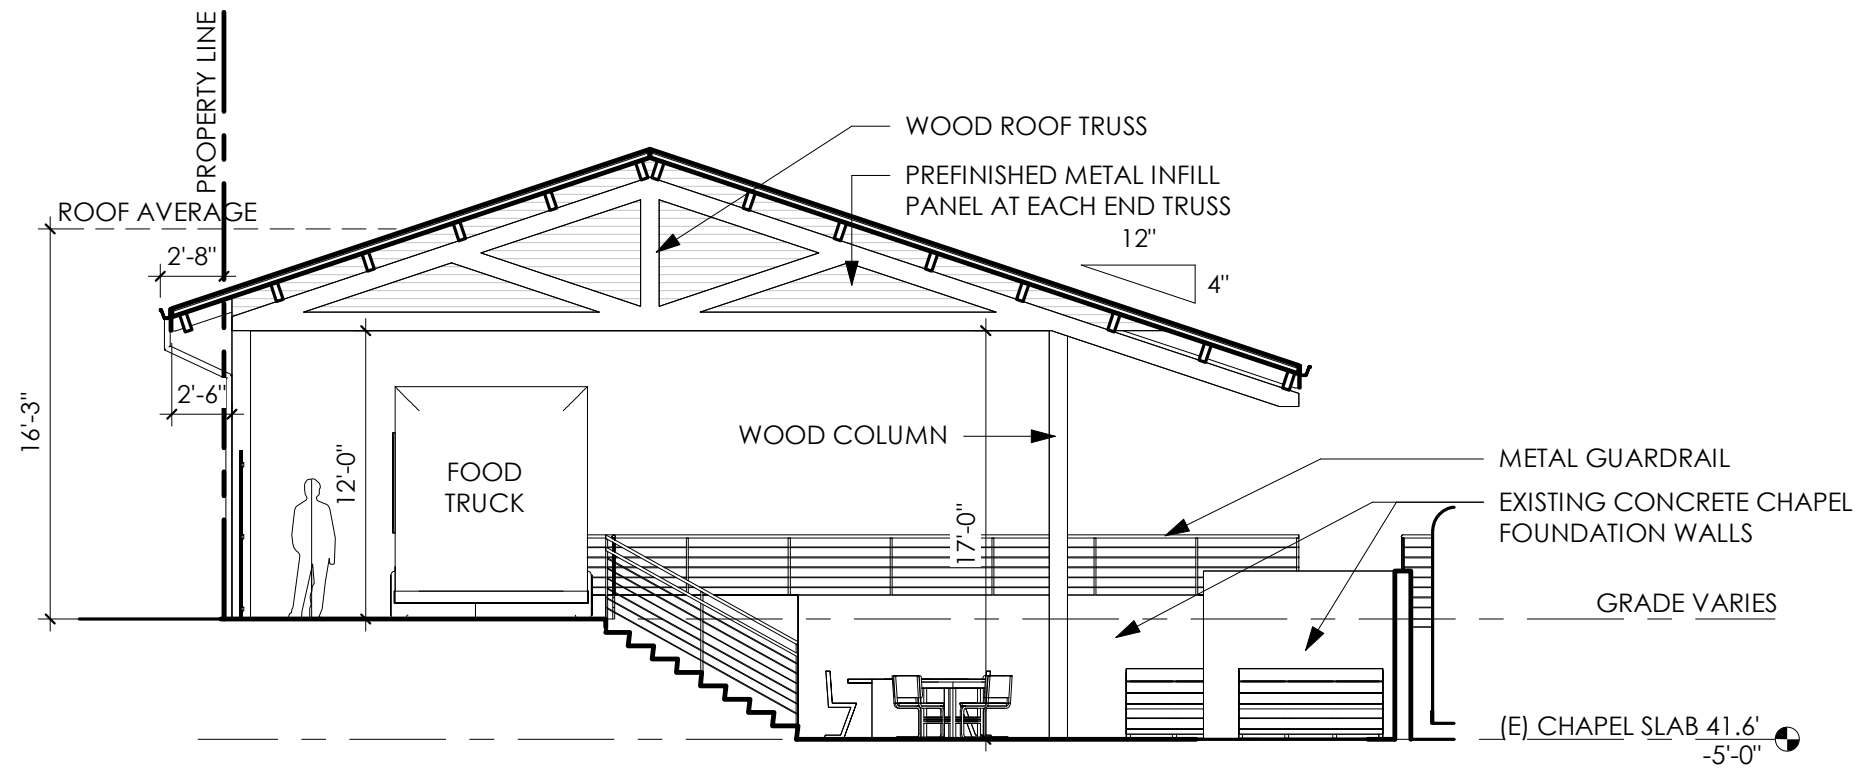 PROPERTY LINE
WOOD ROOF TRUSS
PREFINISHED METAL INFILL
PANEL AT EACH END TRUSS
ROOF AVERAGE
12"
4"
2'-8"
2'-6"
16'-3"
12'-0"
FOOD
TRUCK
WOOD COLUMN
17'-0"
METAL GUARDRAIL
EXISTING CONCRETE CHAPEL
FOUNDATION WALLS
GRADE VARIES
(E) CHAPEL SLAB 41.6'
-5'-0"